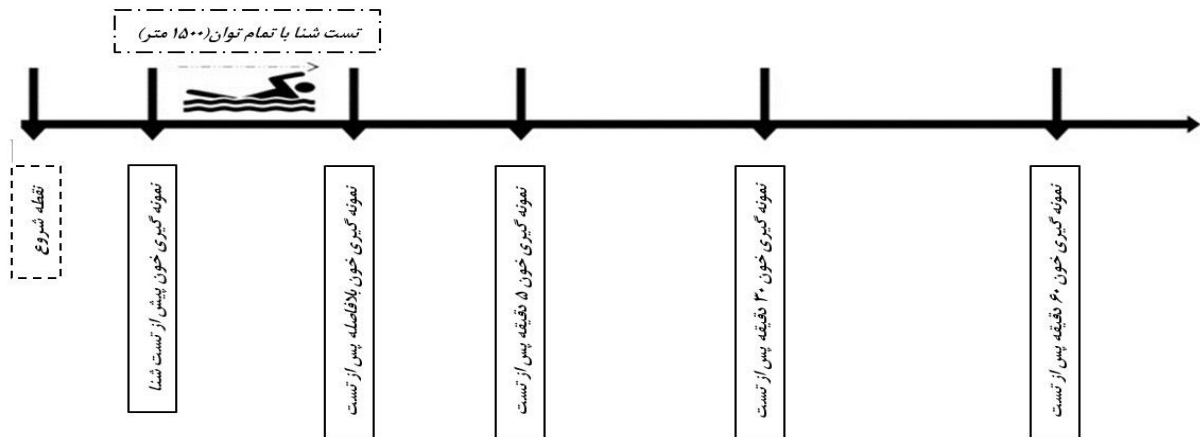 تست شنا با تمام توان(۱۵۰۰ متر)
نقطه شروع
نمونه گیری خون پیش از تست شنا
نمونه گیری خون بلافاصله پس از تست
نمونه گیری خون ۵ دقیقه پس از تست
نمونه گیری خون ۳۰ دقیقه پس از تست
نمونه گیری خون ۶۰ دقیقه پس از تست